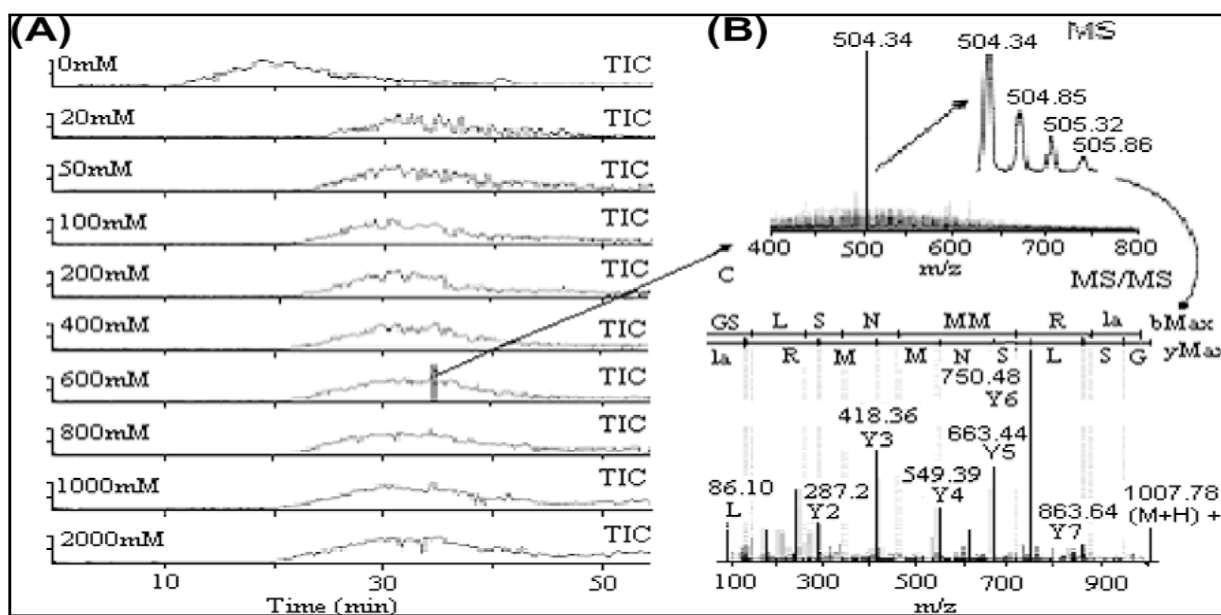 (A)
0mM TIC
20mM TIC
50mM TIC
100mM TIC
200mM TIC
400mM TIC
600mM TIC
800mM TIC
1000mM TIC
2000mM TIC
10 30 50
Time (min)
(B)
MS
504.34 504.34
504.85
505.32
505.86
400 500 600 700 800
m/z
C
MS/MS
GS L S N MM R la bMax
la R M M N S L S G yMax
750.48
Y6
418.36
Y3
663.44
Y5
549.39
Y4
86.10
L
287.2
Y2
863.64
Y7
1007.78
(M+H) +
100 300 500 700 900
m/z